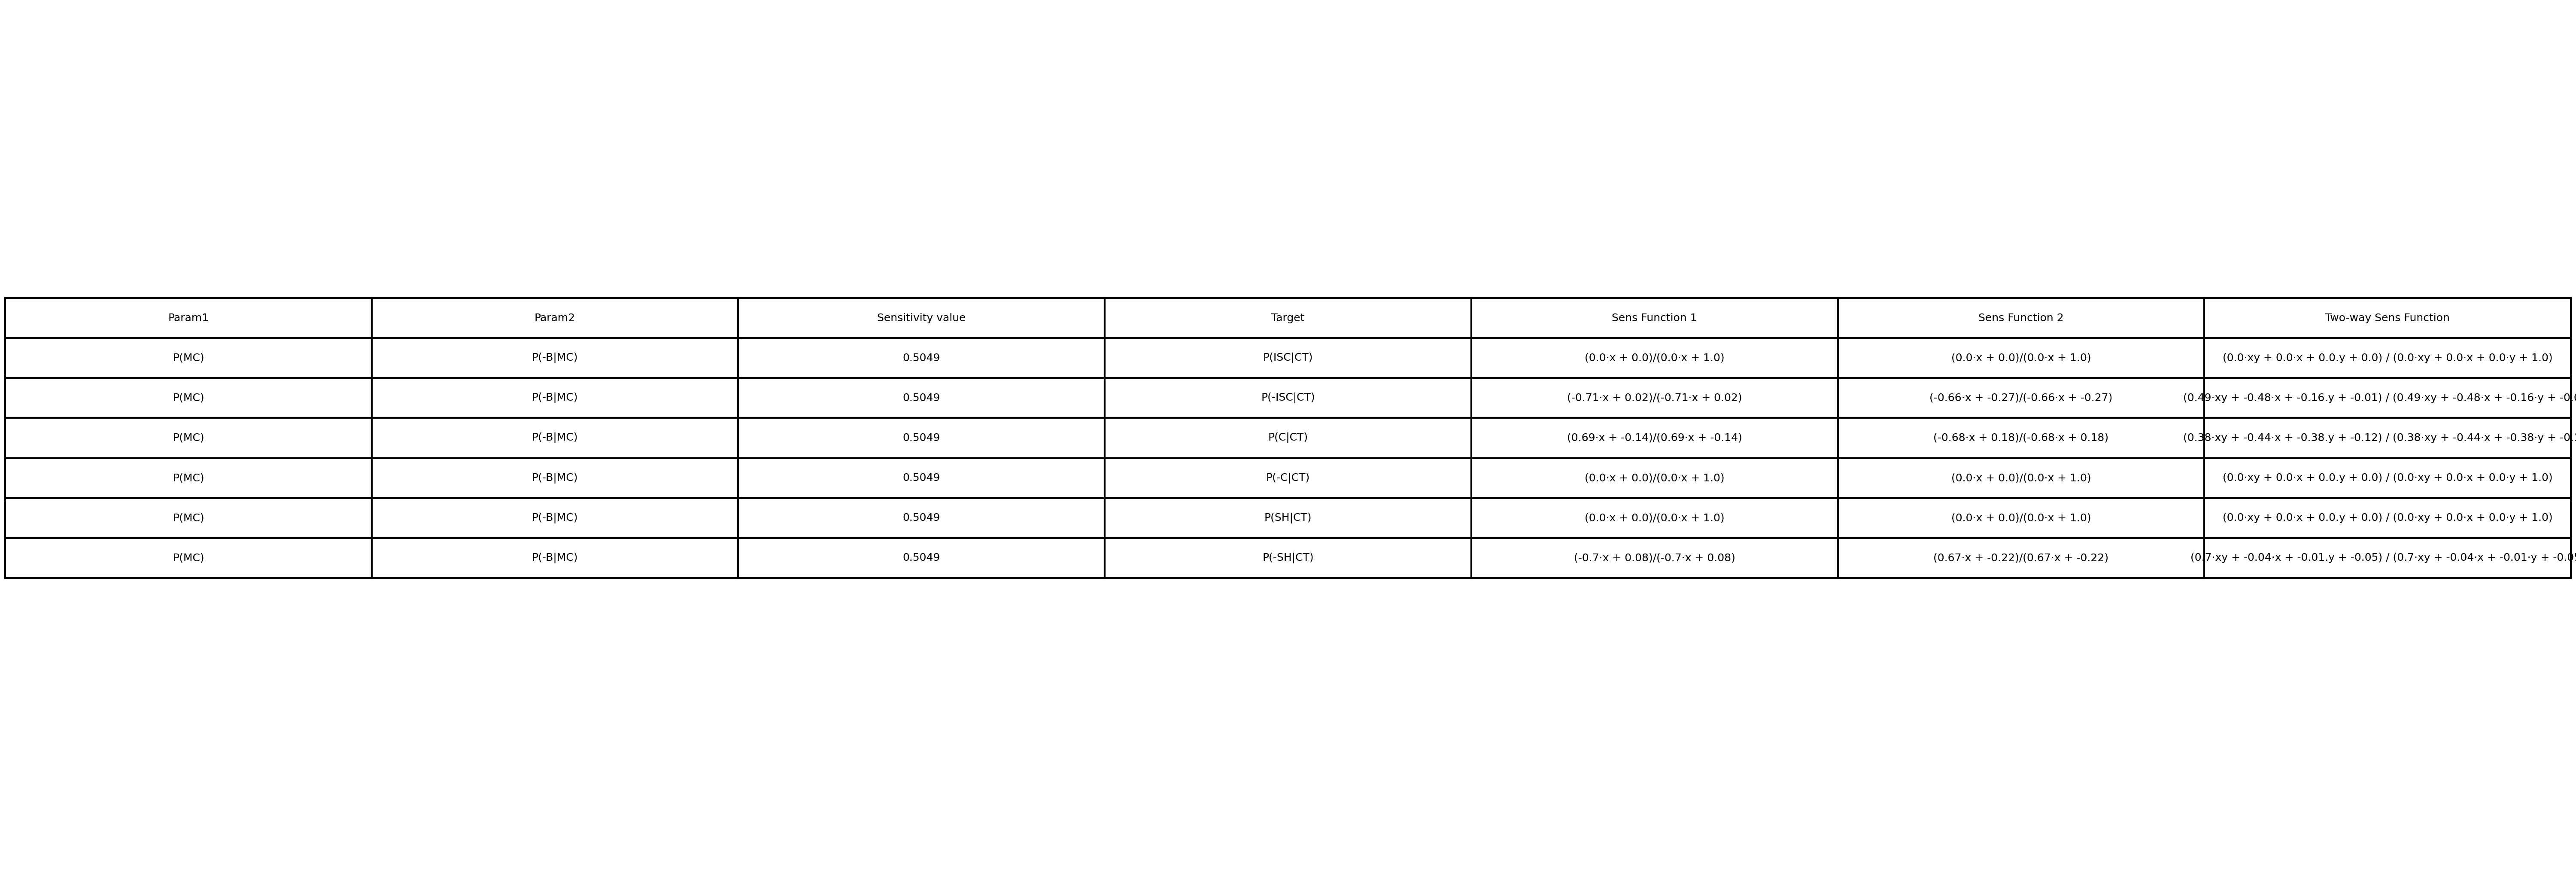 Param1 Param2 Sensitivity value Target Sens Function 1 Sens Function 2 Two-way Sens Function
P(MC) P(-B|MC) 0.5049 P(ISC|CT) (0.0·x + 0.0)/(0.0·x + 1.0) (0.0·x + 0.0)/(0.0·x + 1.0) (0.0·xy + 0.0·x + 0.0.y + 0.0) / (0.0·xy + 0.0·x + 0.0·y + 1.0)
P(MC) P(-B|MC) 0.5049 P(-ISC|CT) (-0.71·x + 0.02)/(-0.71·x + 0.02) (-0.66·x + -0.27)/(-0.66·x + -0.27) (0.49·xy + -0.48·x + -0.16.y + -0.01) / (0.49·xy + -0.48·x + -0.16·y +
P(MC) P(-B|MC) 0.5049 P(C|CT) (0.69·x + -0.14)/(0.69·x + -0.14) (-0.68·x + 0.18)/(-0.68·x + 0.18) (0.38·xy + -0.44·x + -0.38.y + -0.12) / (0.38·xy + -0.44·x + -0.38·y +
P(MC) P(-B|MC) 0.5049 P(-C|CT) (0.0·x + 0.0)/(0.0·x + 1.0) (0.0·x + 0.0)/(0.0·x + 1.0) (0.0·xy + 0.0·x + 0.0.y + 0.0) / (0.0·xy + 0.0·x + 0.0·y + 1.0)
P(MC) P(-B|MC) 0.5049 P(SH|CT) (0.0·x + 0.0)/(0.0·x + 1.0) (0.0·x + 0.0)/(0.0·x + 1.0) (0.0·xy + 0.0·x + 0.0.y + 0.0) / (0.0·xy + 0.0·x + 0.0·y + 1.0)
P(MC) P(-B|MC) 0.5049 P(-SH|CT) (-0.7·x + 0.08)/(-0.7·x + 0.08) (0.67·x + -0.22)/(0.67·x + -0.22) (0.7·xy + -0.04·x + -0.01.y + -0.05) / (0.7·xy + -0.04·x + -0.01·y +